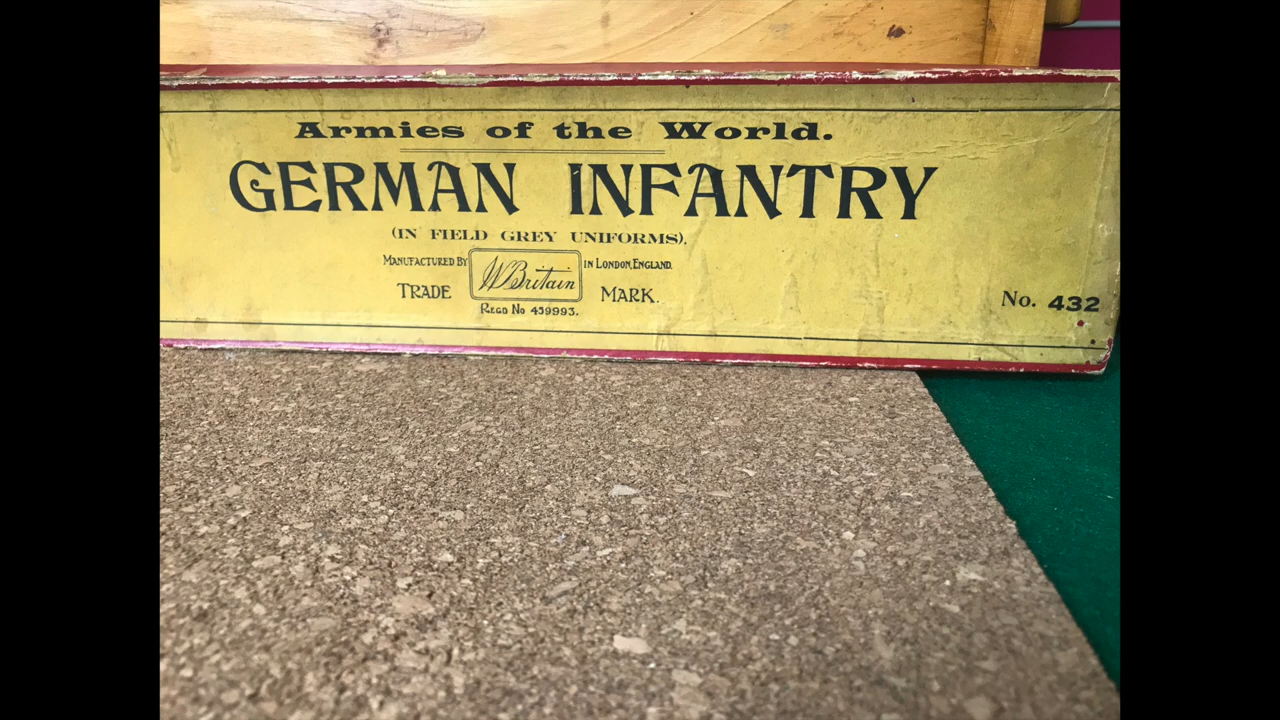 Armies of the World.
GERMAN INFANTRY
(IN FIELD GREY UNIFORMS).
MANUFACTURED BY WBritain IN LONDON, ENGLAND.
TRADE MARK.
REGD No 459993.
No. 432